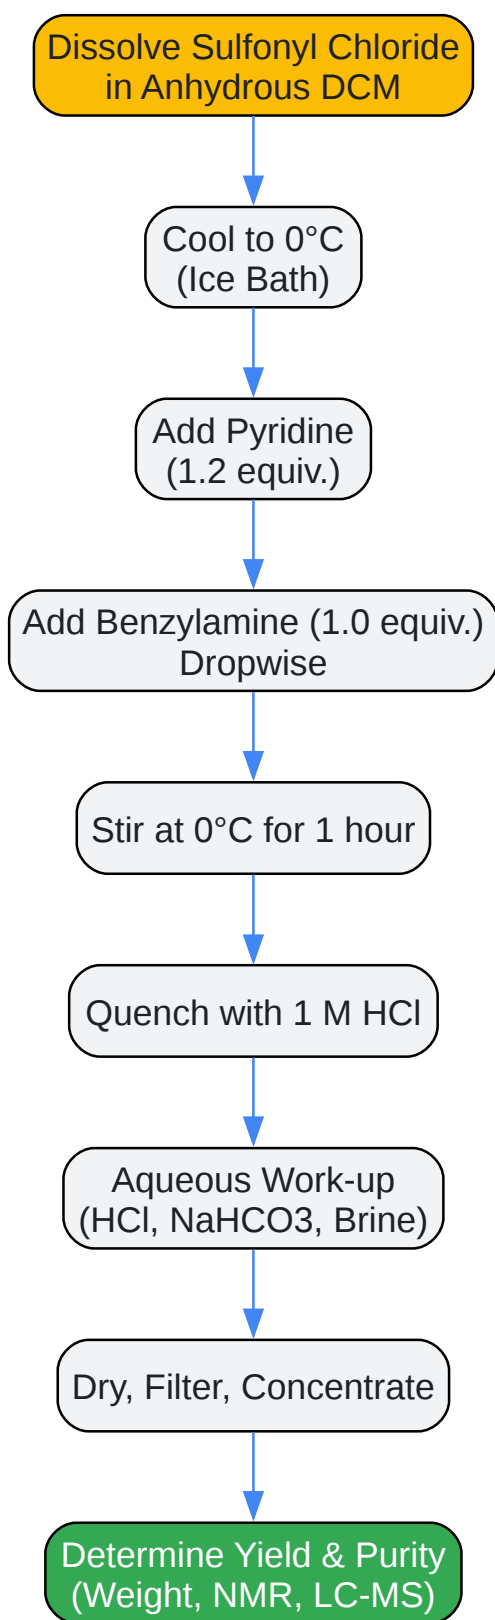 Dissolve Sulfonyl Chloride
in Anhydrous DCM
Cool to 0°C
(Ice Bath)
Add Pyridine
(1.2 equiv.)
Add Benzylamine (1.0 equiv.)
Dropwise
Stir at 0°C for 1 hour
Quench with 1 M HCl
Aqueous Work-up
(HCl, NaHCO3, Brine)
Dry, Filter, Concentrate
Determine Yield & Purity
(Weight, NMR, LC-MS)